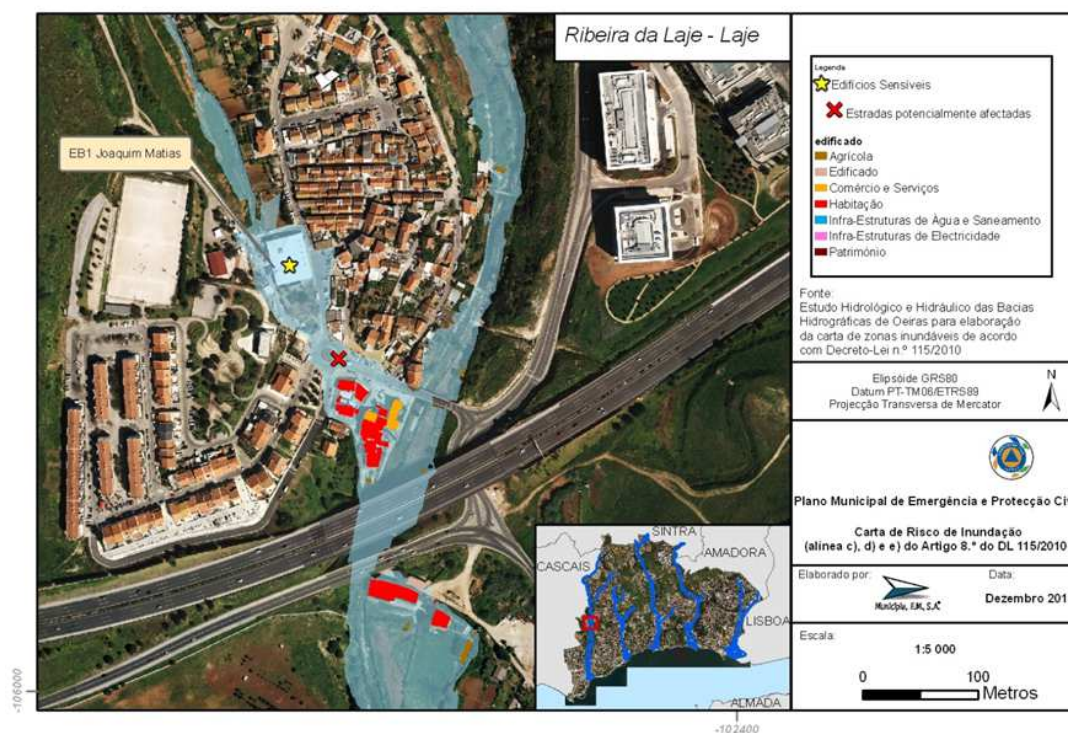 Ribeira da Laje - Laje
EB1 Joaquim Matias
SINTRA
AMADORA
CASCAIS
LISBOA
ALMADA
-106000
-102400
Legenda
Edifícios Sensíveis
Estradas potencialmente afectadas
edificado
Agrícola
Edificado
Comércio e Serviços
Habitação
Infra-Estruturas de Água e Saneamento
Infra-Estruturas de Electricidade
Património
Fonte:
Estudo Hidrológico e Hidráulico das Bacias
Hidrográficas de Oeiras para elaboração
da carta de zonas inundáveis de acordo
com Decreto-Lei n.º 115/2010
Elipsóide GRS80
Datum PT-TM06/ETRS89
Projecção Transversa de Mercator
N
Plano Municipal de Emergência e Protecção Civ
Carta de Risco de Inundação
(alínea c), d) e e) do Artigo 8.º do DL 115/2010
Elaborado por:
Município, E.M., S.A.
Data:
Dezembro 201
Escala:
1:5 000
0 100
Metros